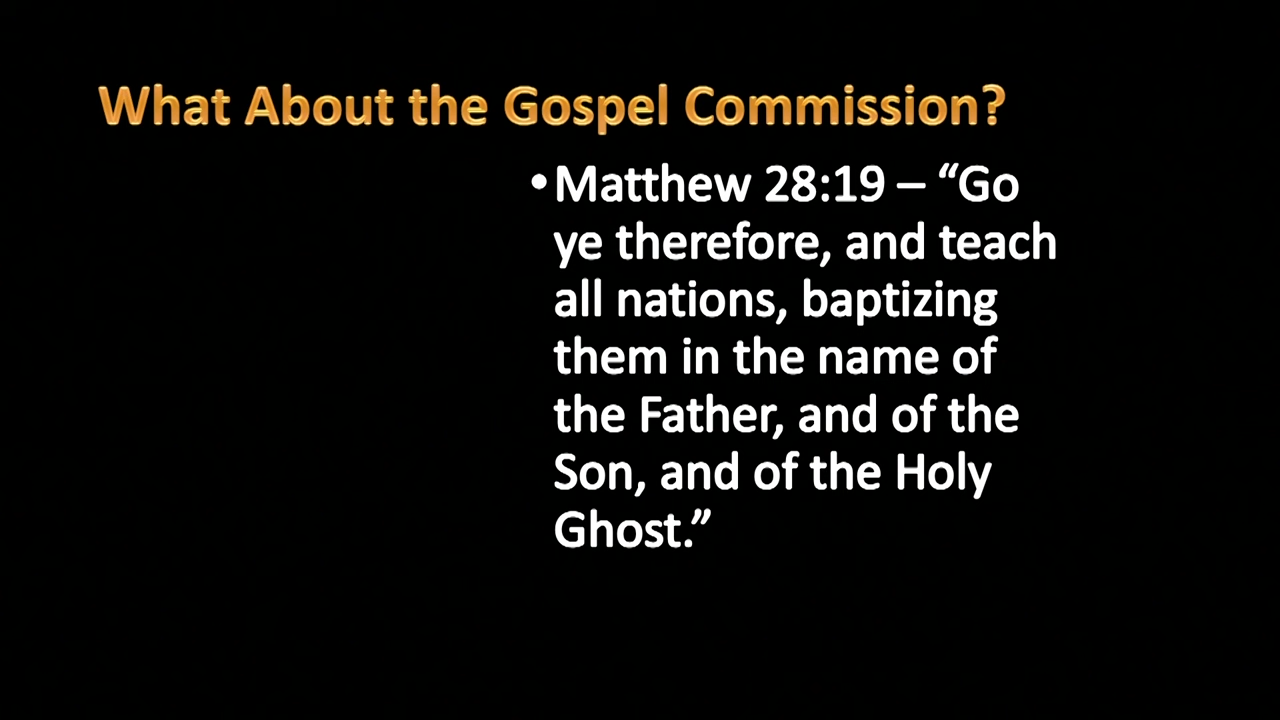 What About the Gospel Commission?
•Matthew 28:19 – “Go
ye therefore, and teach
all nations, baptizing
them in the name of
the Father, and of the
Son, and of the Holy
Ghost.”